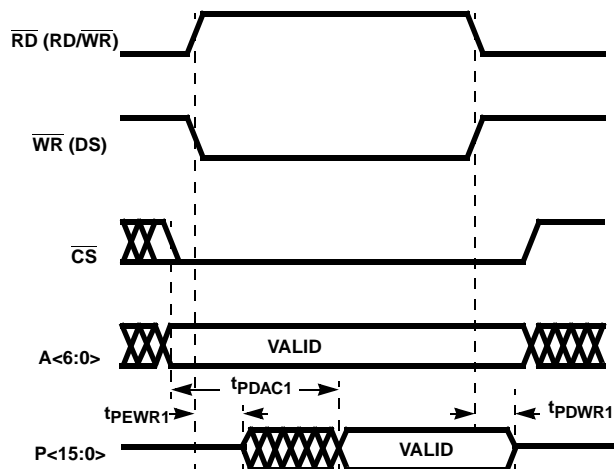 RD (RD/WR)
WR (DS)
CS
A<6:0>
VALID
tPDAC1
tPEWR1
tPDWR1
P<15:0>
VALID